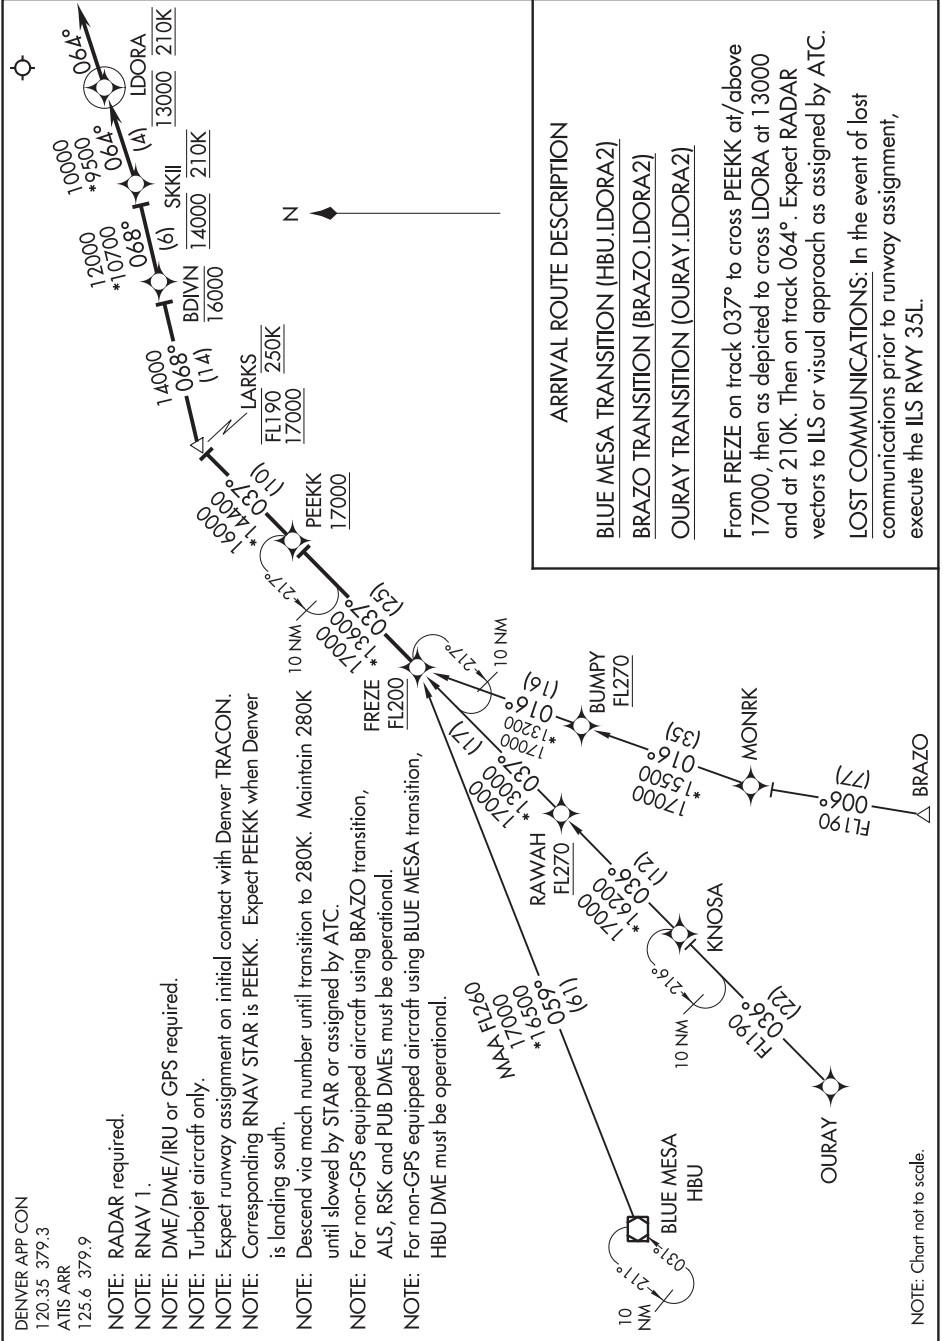 DENVER APP CON
120.35 379.3
ATIS ARR
125.6 379.9
NOTE: RADAR required.
NOTE: RNAV 1.
NOTE: DME/DME/IRU or GPS required.
NOTE: Turbojet aircraft only.
NOTE: Expect runway assignment on initial contact with Denver TRACON.
NOTE: Corresponding RNAV STAR is PEEKK. Expect PEEKK when Denver
is landing south.
NOTE: Descend via mach number until transition to 280K. Maintain 280K
until slowed by STAR or assigned by ATC.
NOTE: For non-GPS equipped aircraft using BRAZO transition,
ALS, RSK and PUB DMEs must be operational.
NOTE: For non-GPS equipped aircraft using BLUE MESA transition,
HBU DME must be operational.
064°
LDORA
13000 210K
10000
*9500
064°
(4)
SKKII
14000 210K
12000
*10700
068°
(6)
BDIVN
16000
14000
068°
(14)
LARKS
FL190 250K
17000
16000
*14400
037°
(10)
PEEKK
17000
217°
10 NM
17000
*13600
037°
(25)
FREZE
FL200
217°
10 NM
17000
*13200
016°
(16)
BUMPY
FL270
17000
*15500
016°
(35)
MONRK
FL190
006°
(77)
BRAZO
17000
*13000
037°
(17)
RAWAH
FL270
17000
*16200
036°
(12)
KNOSA
216°
10 NM
FL190
036°
(22)
OURAY
MAA FL260
17000
*16500
059°
(61)
BLUE MESA
HBU
211°
031°
10
NM
N
ARRIVAL ROUTE DESCRIPTION
BLUE MESA TRANSITION (HBU.LDORA2)
BRAZO TRANSITION (BRAZO.LDORA2)
OURAY TRANSITION (OURAY.LDORA2)
From FREZE on track 037° to cross PEEKK at/above
17000, then as depicted to cross LDORA at 13000
and at 210K. Then on track 064°. Expect RADAR
vectors to ILS or visual approach as assigned by ATC.
LOST COMMUNICATIONS: In the event of lost
communications prior to runway assignment,
execute the ILS RWY 35L.
NOTE: Chart not to scale.